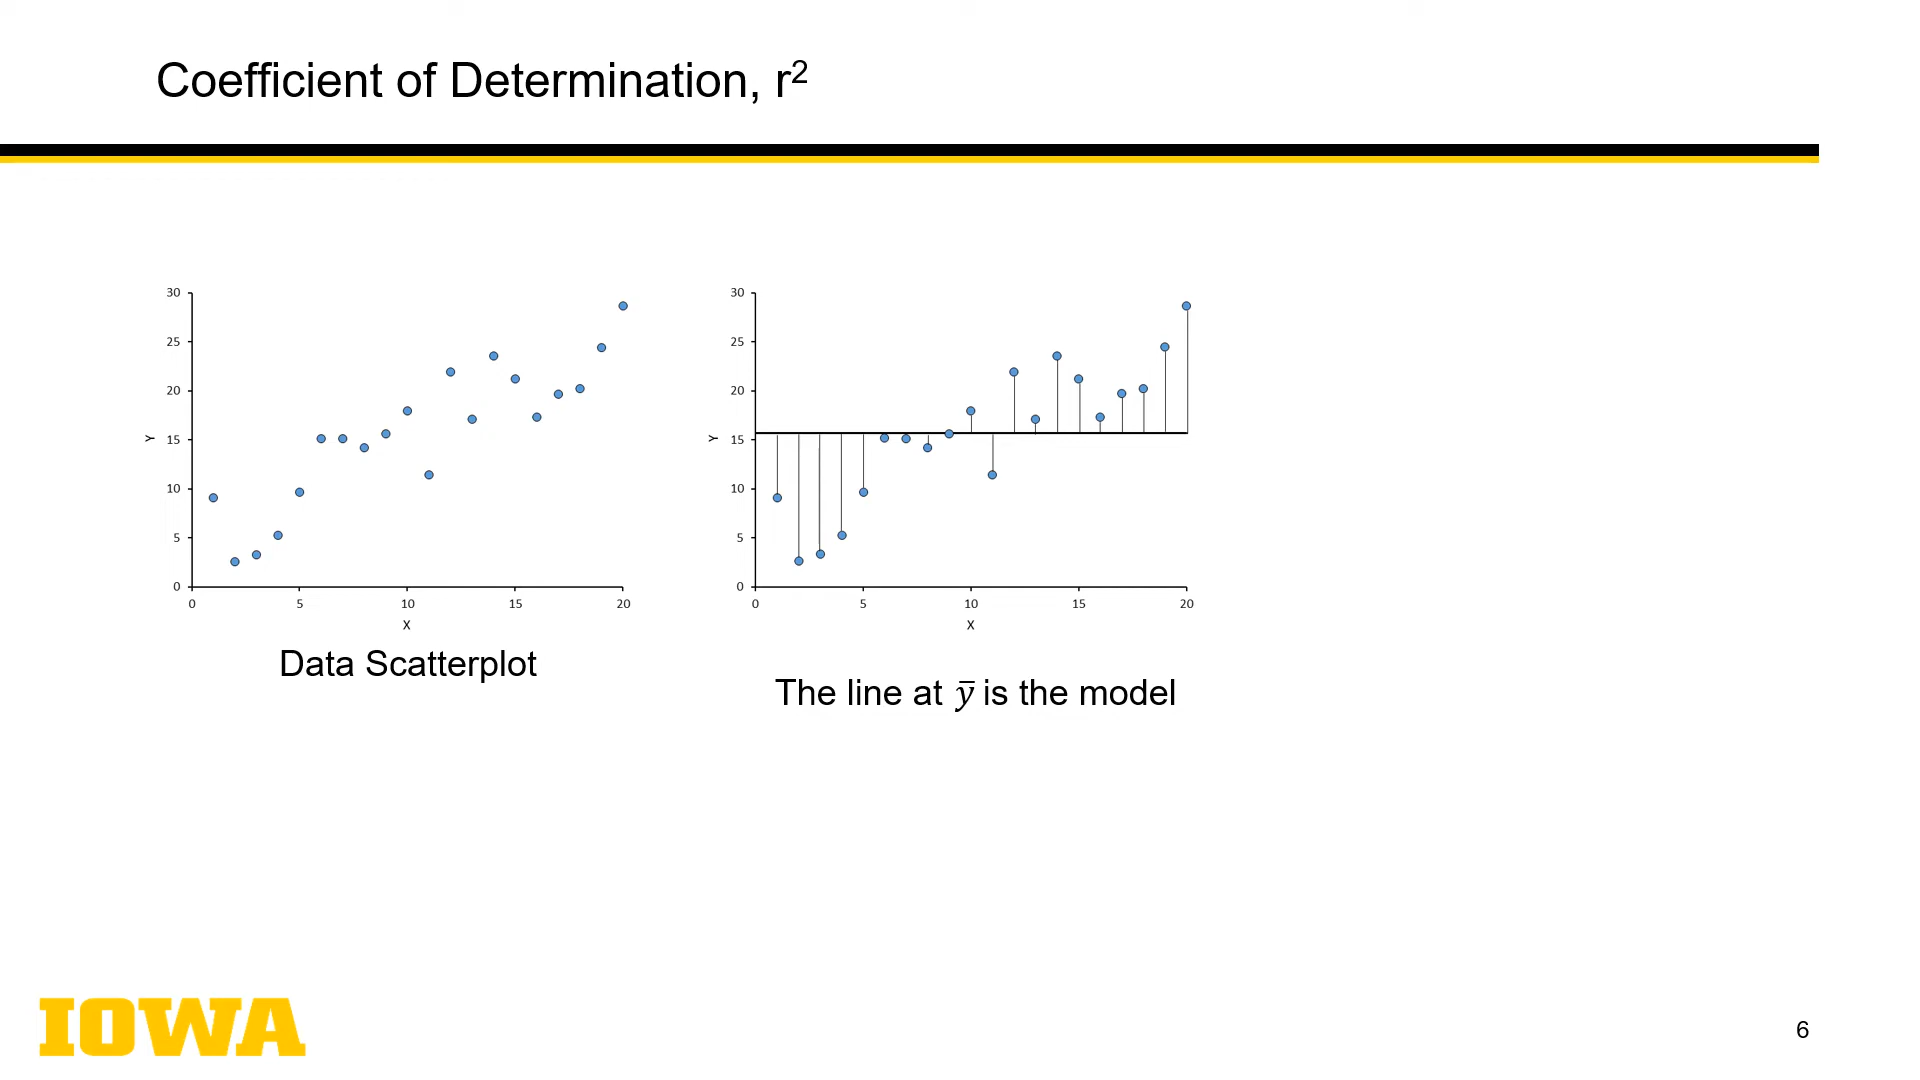 Coefficient of Determination, r²
30
25
20
15
10
5
0
Y
0 5 10 15 20
X
Data Scatterplot
30
25
20
15
10
5
0
Y
0 5 10 15 20
X
The line at y̅ is the model
IOWA
6